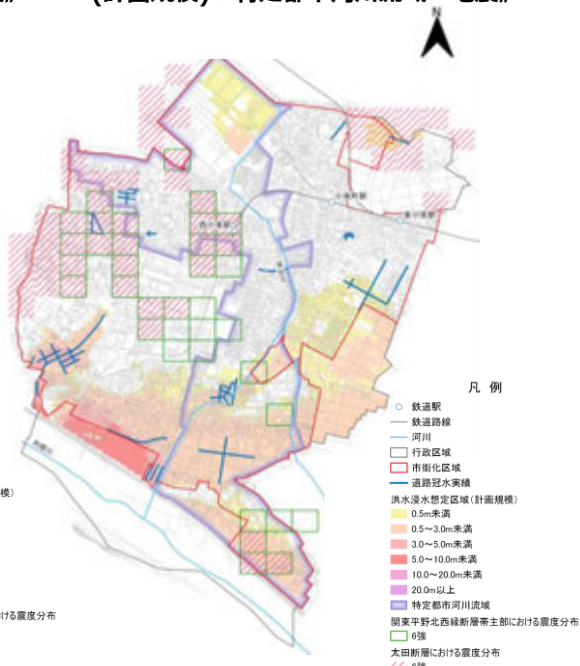 N
凡 例
鉄道駅
鉄道路線
河川
行政区域
市街化区域
道路冠水実績
洪水浸水想定区域(計画規模)
0.5m未満
0.5～3.0m未満
3.0～5.0m未満
5.0～10.0m未満
10.0～20.0m未満
20.0m以上
特定都市河川流域
関東平野北西縁断層帯主部における震度分布
6強
太田断層における震度分布
模)
ける震度分布